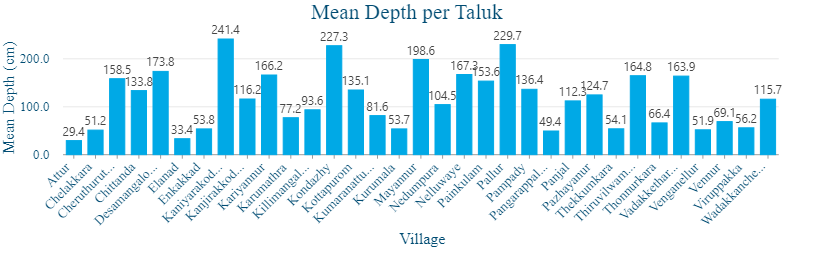 Mean Depth per Taluk
Mean Depth (cm)
200.0
100.0
0.0
29.4
51.2
158.5
133.8
173.8
33.4
53.8
241.4
116.2
166.2
77.2
93.6
227.3
135.1
81.6
53.7
198.6
104.5
167.3
153.6
229.7
136.4
49.4
112.3
124.7
54.1
164.8
66.4
163.9
51.9
69.1
56.2
115.7
Attur
Chelakkara
Cheruthurut...
Chittanda
Desamangalo...
Elanad
Enkakkad
Kaniyarakod...
Kanjirakkod...
Kariyannur
Karumathra
Killimangal...
Kondazhy
Kottapurom
Kumaranattu...
Kurumala
Mayannur
Nedumpura
Nelluwaye
Painkulam
Pallur
Pampady
Pangarappal...
Panjal
Pazhayanur
Thekkumkara
Thiruvilwam...
Thonnurkara
Vadakkethar...
Venganellur
Vennur
Viruppakka
Wadakkanche...
Village